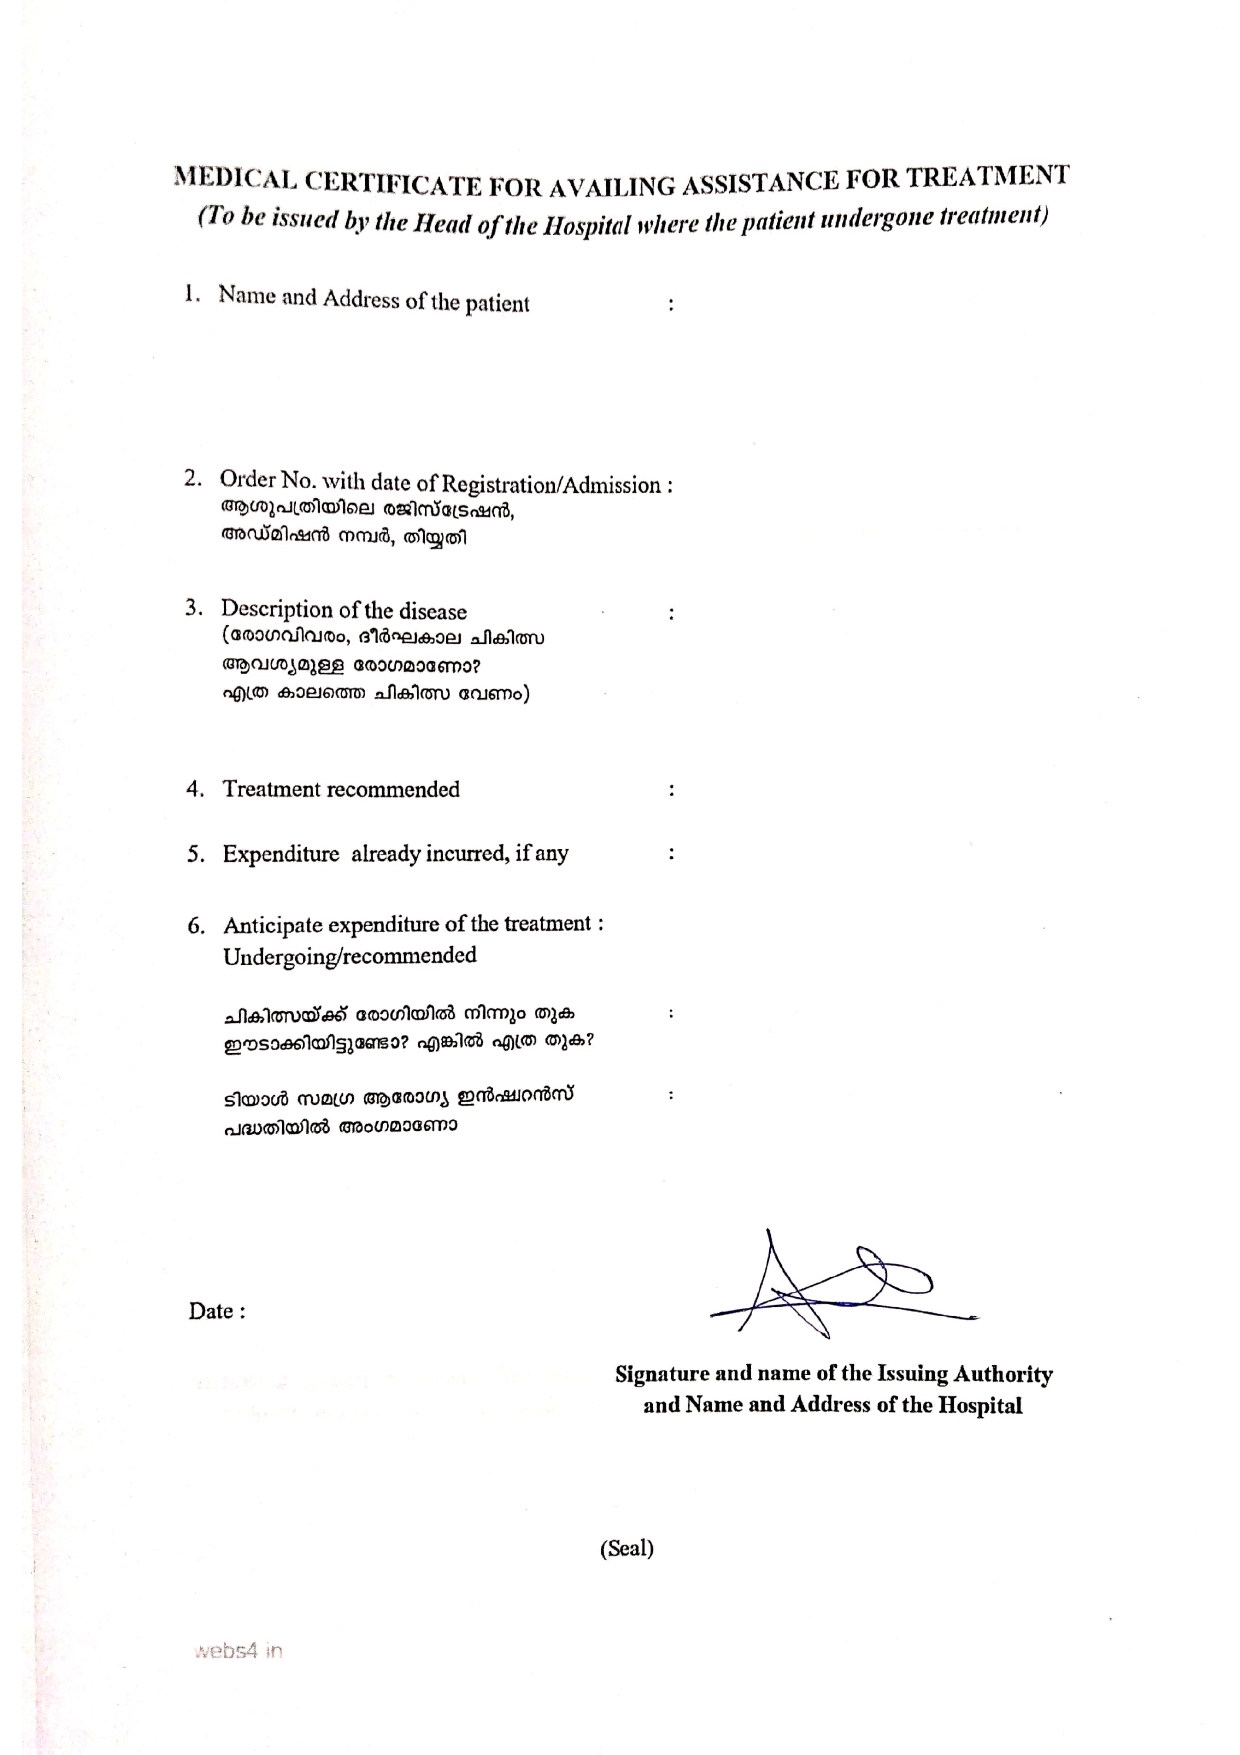 MEDICAL CERTIFICATE FOR AVAILING ASSISTANCE FOR TREATMENT
(To be issued by the Head of the Hospital where the patient undergone treatment)
1. Name and Address of the patient :
2. Order No. with date of Registration/Admission :
ആശുപത്രിയിലെ രജിസ്ട്രേഷൻ,
അഡ്മിഷൻ നമ്പർ, തിയ്യതി
3. Description of the disease :
(രോഗവിവരം, ദീർഘകാല ചികിത്സ
ആവശ്യമുള്ള രോഗമാണോ?
എത്ര കാലത്തെ ചികിത്സ വേണം)
4. Treatment recommended :
5. Expenditure already incurred, if any :
6. Anticipate expenditure of the treatment :
Undergoing/recommended
ചികിത്സയ്ക്ക് രോഗിയിൽ നിന്നും തുക :
ഈടാക്കിയിട്ടുണ്ടോ? എങ്കിൽ എത്ര തുക?
ടിയാൾ സമഗ്ര ആരോഗ്യ ഇൻഷുറൻസ് :
പദ്ധതിയിൽ അംഗമാണോ
Date :
Signature and name of the Issuing Authority
and Name and Address of the Hospital
(Seal)
webs4 in